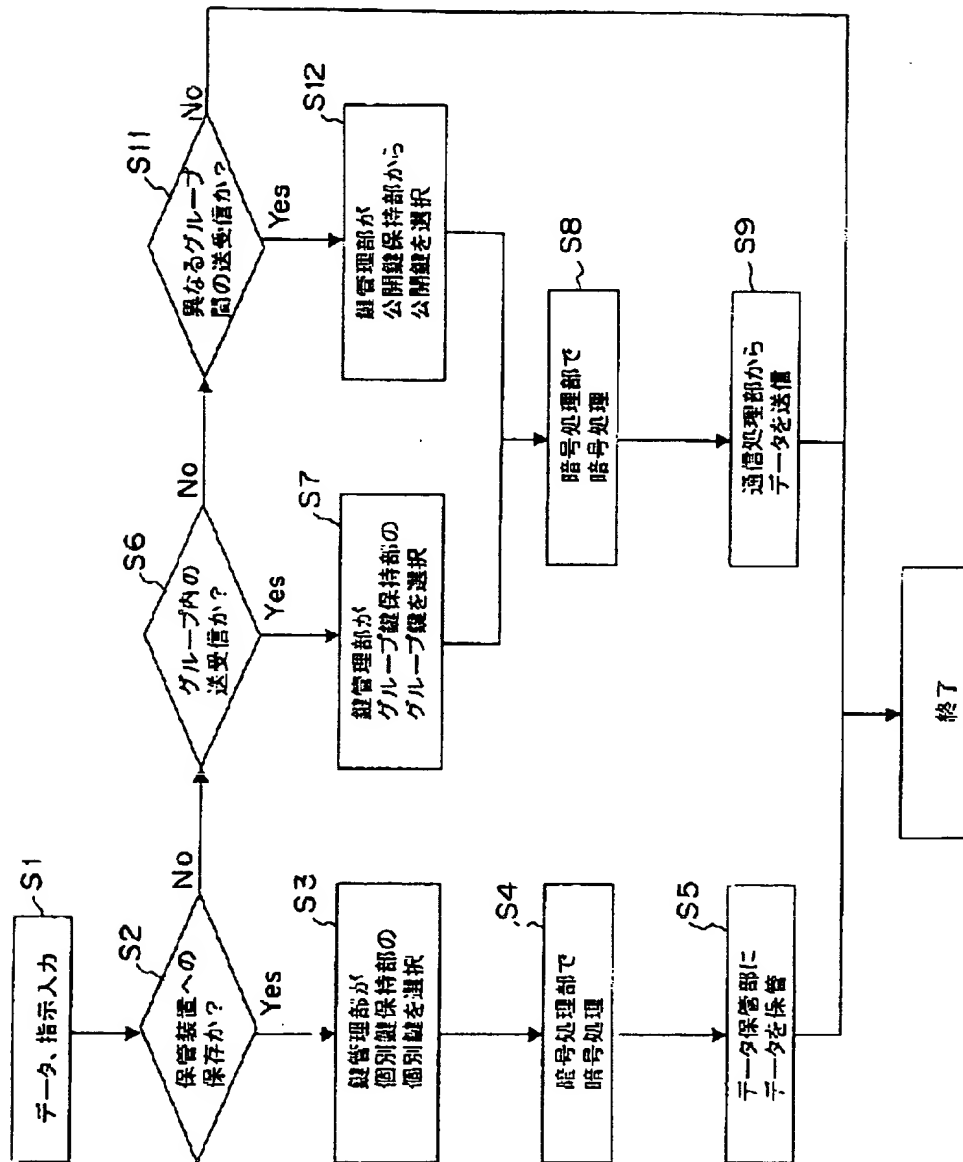 S1
データ、指示入力
S2
保管装置への
保存か?
No
Yes
S3
鍵管理部が
個別鍵保持部の
個別鍵を選択
S4
暗号処理部で
暗号処理
S5
データ保管部に
データを保管
S6
グループ内の
送受信か?
No
Yes
S7
鍵管理部が
グループ鍵保持部の
グループ鍵を選択
S11
異なるグループ
間の送受信か?
No
Yes
S12
鍵管理部が
公開鍵保持部から
公開鍵を選択
S8
暗号処理部で
暗号処理
S9
通信処理部から
データを送信
終了